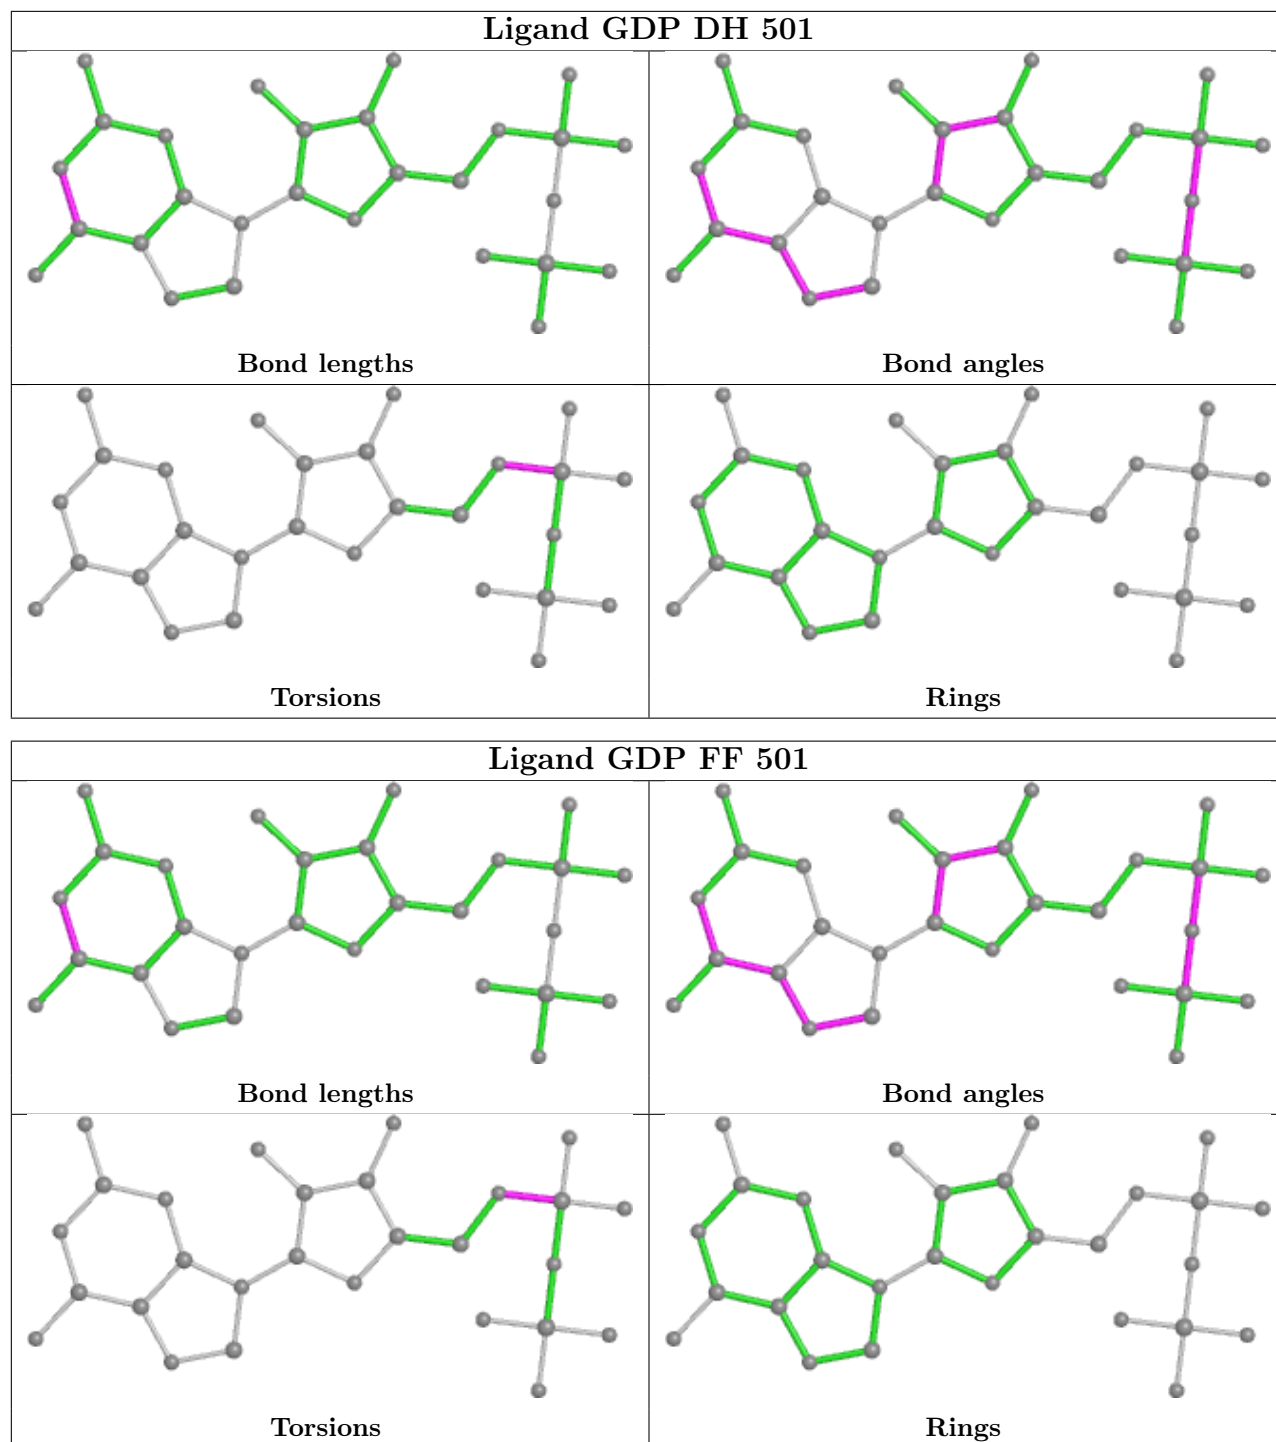 Ligand GDP DH 501
Bond lengths
Bond angles
Torsions
Rings
Ligand GDP FF 501
Bond lengths
Bond angles
Torsions
Rings